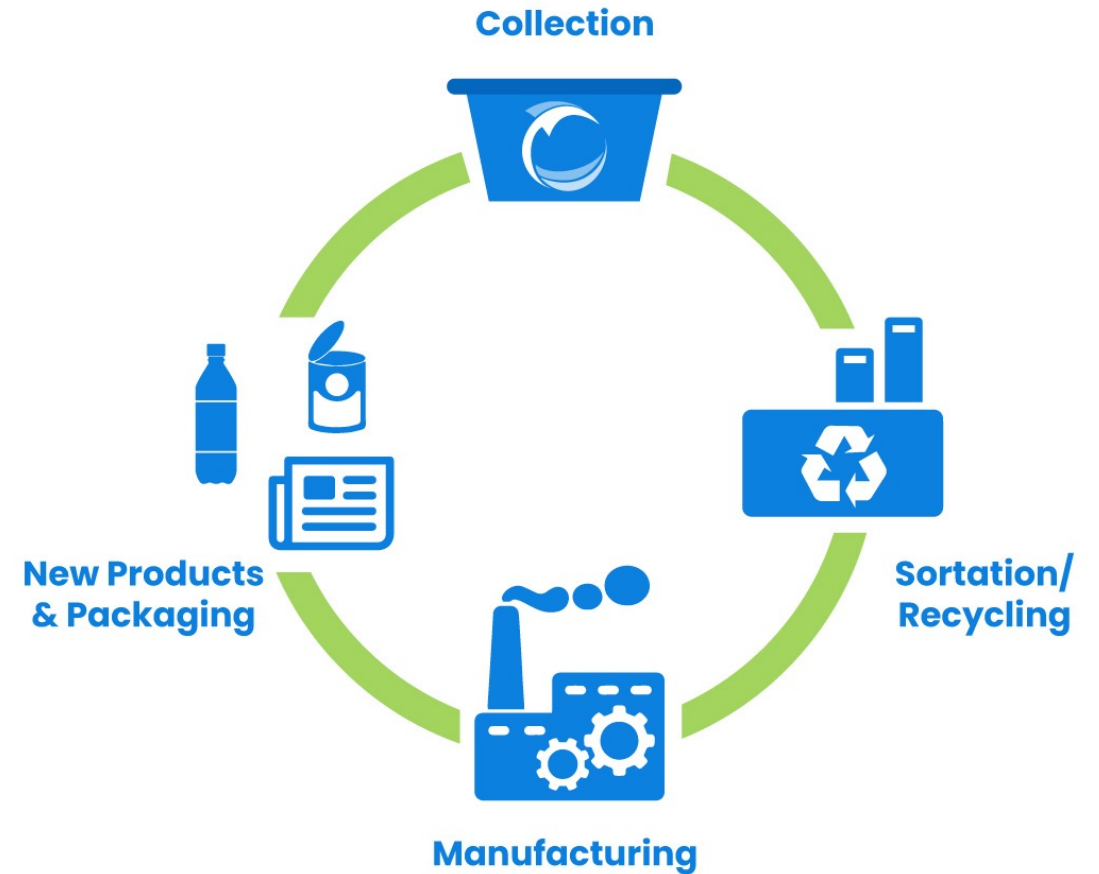 Collection
New Products
& Packaging
Sortation/
Recycling
Manufacturing